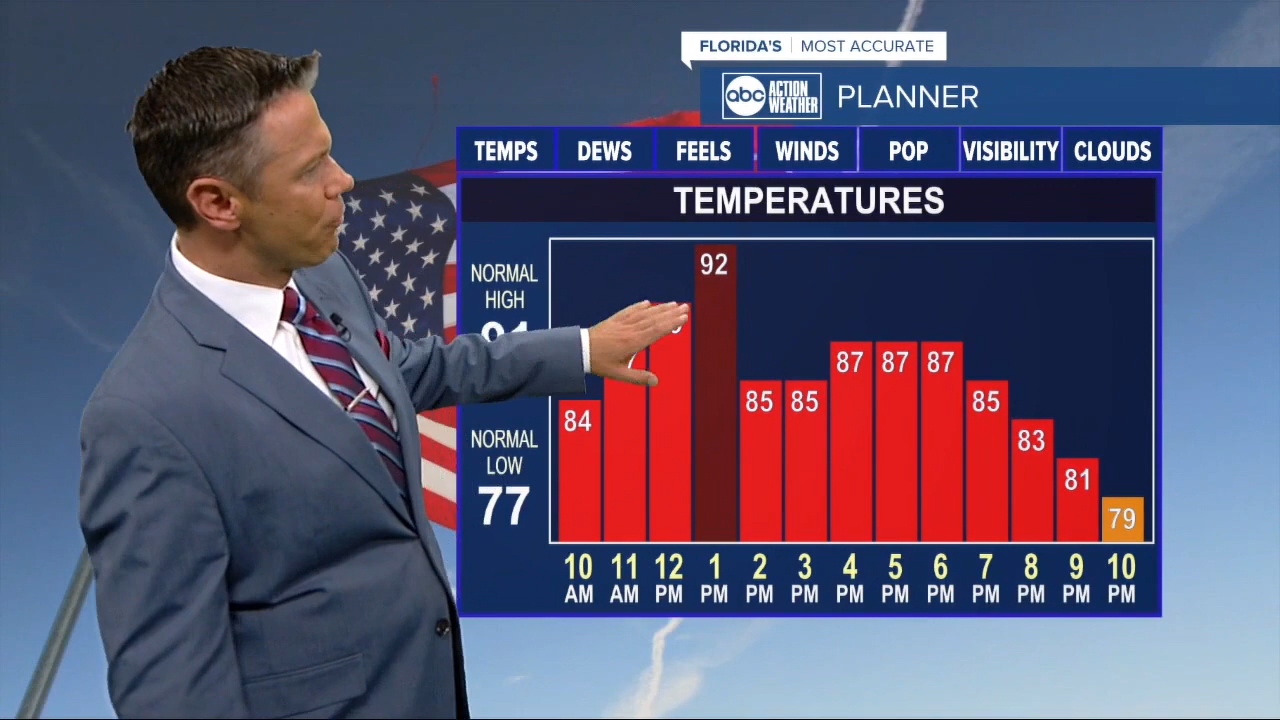 FLORIDA'S | MOST ACCURATE
abc ACTION WEATHER PLANNER
TEMPS DEWS FEELS WINDS POP VISIBILITY CLOUDS
TEMPERATURES
NORMAL
HIGH
NORMAL
LOW
77
92
87 87 87
85 85 85
84
83
81
79
10 11 12 1 2 3 4 5 6 7 8 9 10
AM AM PM PM PM PM PM PM PM PM PM PM PM